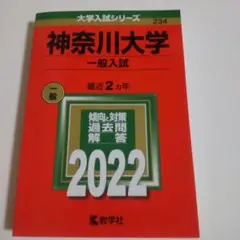 大学入試シリーズ
234
神奈川大学
一般入試
最近2カ年
一般
傾向と対策
過去問
解答
2022
教学社